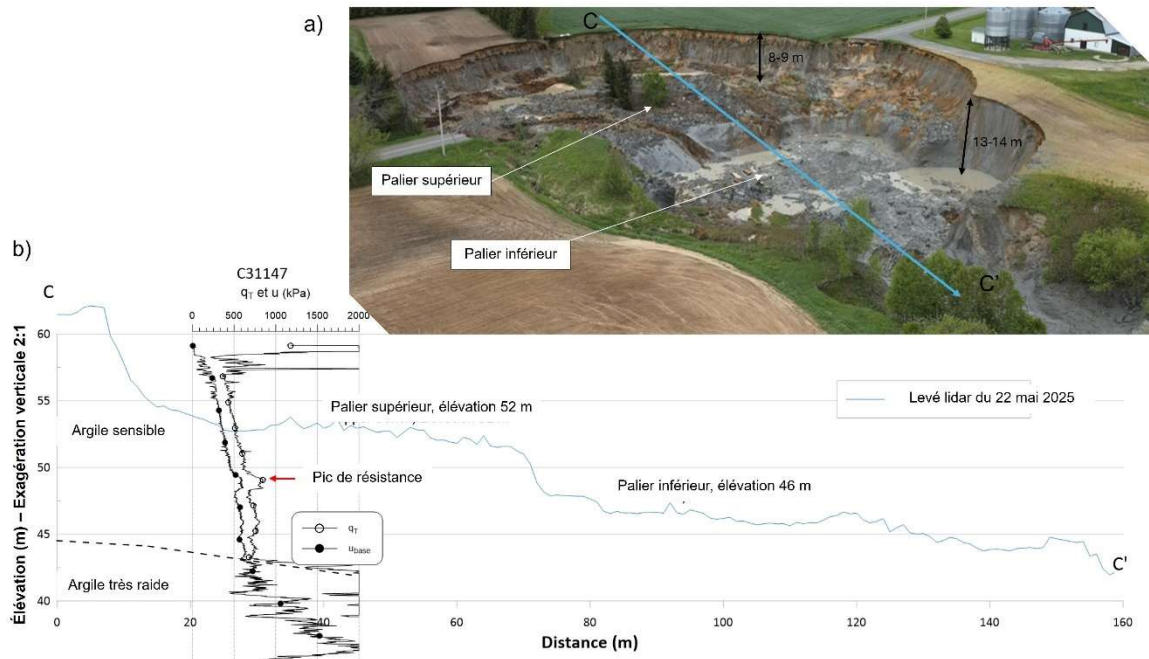 a)
C
8-9 m
13-14 m
Palier supérieur
Palier inférieur
C'
b)
C31147
qT et u (kPa)
0 500 1000 1500 2000
C
60
55
50
45
40
Élévation (m) – Exagération verticale 2:1
Levé lidar du 22 mai 2025
Palier supérieur, élévation 52 m
Argile sensible
Pic de résistance
Palier inférieur, élévation 46 m
qT
ubase
Argile très raide
C'
0 20 40 60 80 100 120 140 160
Distance (m)